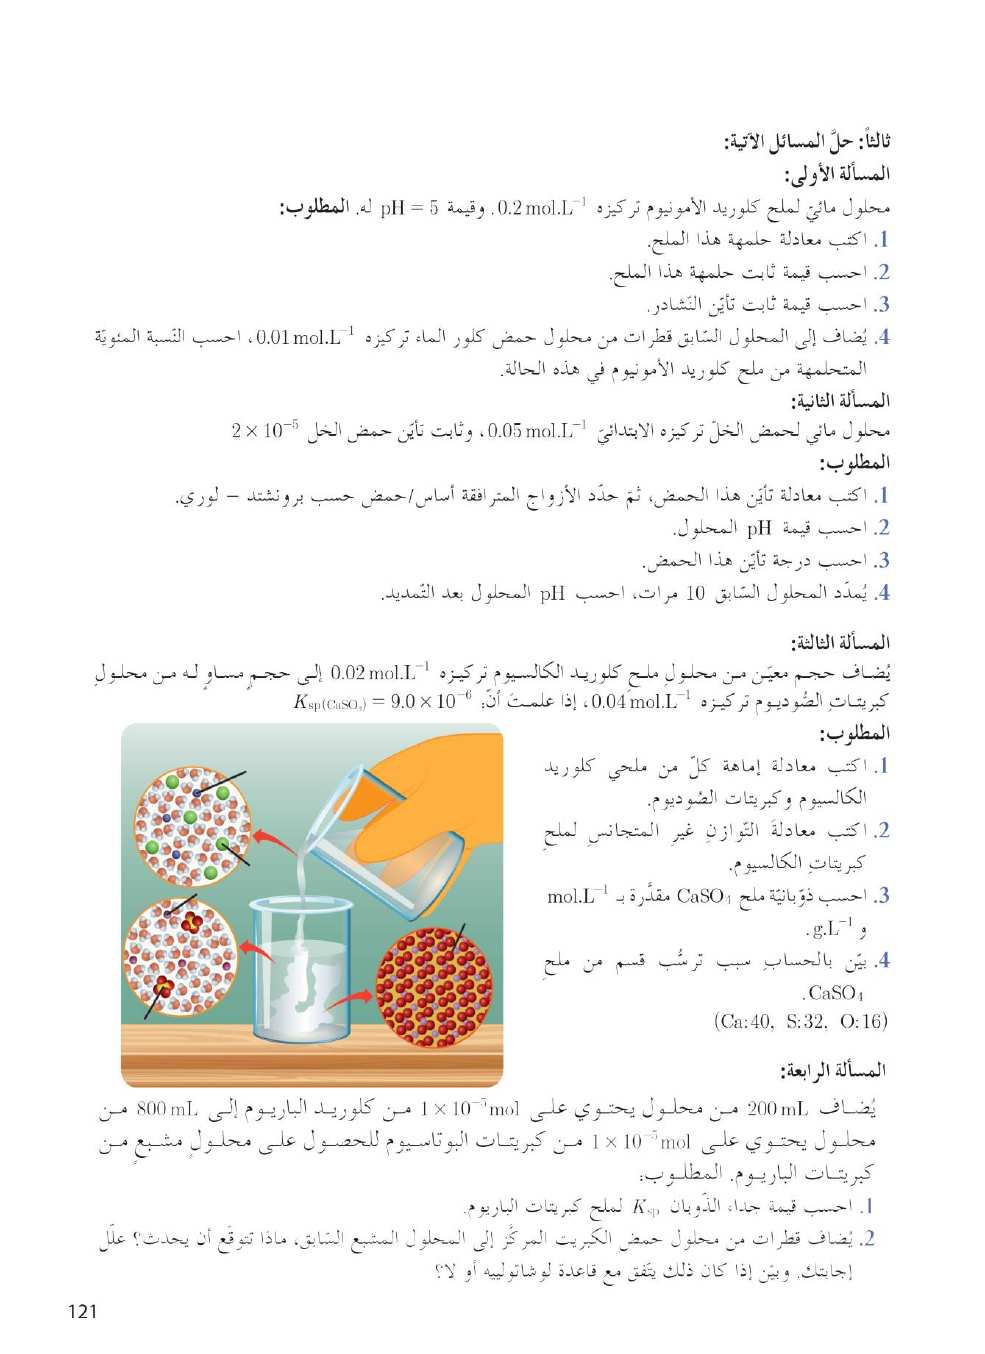 ثالثاً: حلَّ المسائل الآتية:
المسألة الأولى:
محلول مائيّ لملح كلوريد الأمونيوم تركيزه 0.2 mol.L⁻¹. وقيمة pH = 5 له. المطلوب:
1. اكتب معادلة حلمهة هذا الملح.
2. احسب قيمة ثابت حلمهة هذا الملح.
3. احسب قيمة ثابت تأيّن النّشادر.
4. يُضاف إلى المحلول السّابق قطرات من محلول حمض كلور الماء تركيزه 0.01 mol.L⁻¹، احسب النّسبة المئويّة
المتحلمهة من ملح كلوريد الأمونيوم في هذه الحالة.
المسألة الثانية:
محلول مائي لحمض الخلّ تركيزه الابتدائيّ 0.05 mol.L⁻¹، وثابت تأيّن حمض الخل 2 × 10⁻⁵
المطلوب:
1. اكتب معادلة تأيّن هذا الحمض، ثمّ حدّد الأزواج المترافقة أساس/حمض حسب برونشتد – لوري.
2. احسب قيمة pH المحلول.
3. احسب درجة تأيّن هذا الحمض.
4. يُمدّد المحلول السّابق 10 مرات، احسب pH المحلول بعد التّمديد.
المسألة الثالثة:
يُضاف حجم معيّن من محلولِ ملحِ كلوريد الكالسيوم تركيزه 0.02 mol.L⁻¹ إلى حجمٍ مساوٍ له من محلولِ
كبريتاتِ الصُّوديوم تركيزه 0.04 mol.L⁻¹، إذا علمتَ أنّ: Ksp(CaSO₄) = 9.0 × 10⁻⁶
المطلوب:
1. اكتب معادلة إماهة كلّ من ملحي كلوريد
الكالسيوم وكبريتات الصُوديوم.
2. اكتب معادلةَ التّوازنِ غير المتجانسِ لملحِ
كبريتاتِ الكالسيوم.
3. احسب ذوّبانيّة ملح CaSO₄ مقدَّرة بـ mol.L⁻¹
و g.L⁻¹.
4. بيّن بالحسابِ سبب ترسُّب قسم من ملحِ
CaSO₄.
(Ca:40, S:32, O:16)
المسألة الرابعة:
يُضاف 200 mL من محلول يحتوي على 1 × 10⁻⁵ mol من كلوريد الباريوم إلى 800 mL من
محلول يحتوي على 1 × 10⁻⁵ mol من كبريتات البوتاسيوم للحصول على محلولٍ مشبعٍ من
كبريتات الباريوم. المطلوب:
1. احسب قيمة جداء الذّوبان Ksp لملح كبريتات الباريوم.
2. يُضاف قطرات من محلول حمض الكبريت المركَّز إلى المحلول المشبع السّابق، ماذا تتوقّع أن يحدث؟ علّل
إجابتك. وبيّن إذا كان ذلك يتّفق مع قاعدة لوشاتولييه أو لا؟
121